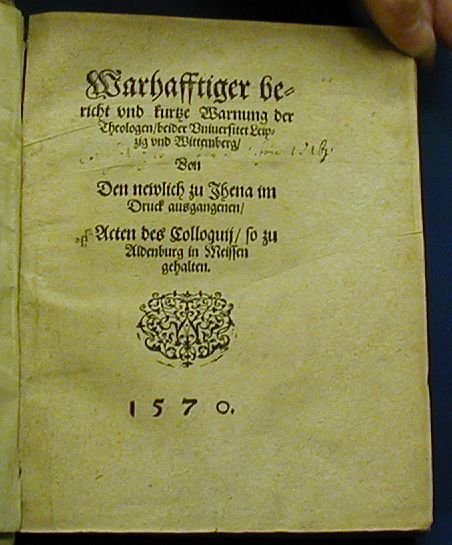 Warhafftiger be-
richt vnd kurtze Warnung der
Theologen/beider Vniuersitet Leip-
zig vnd Wittemberg/
Von
Den newlich zu Jhena im
Druck ausgangenen/
Acten des Colloquij/ so zu
Aldenburg in Meissen
gehalten.
1570.